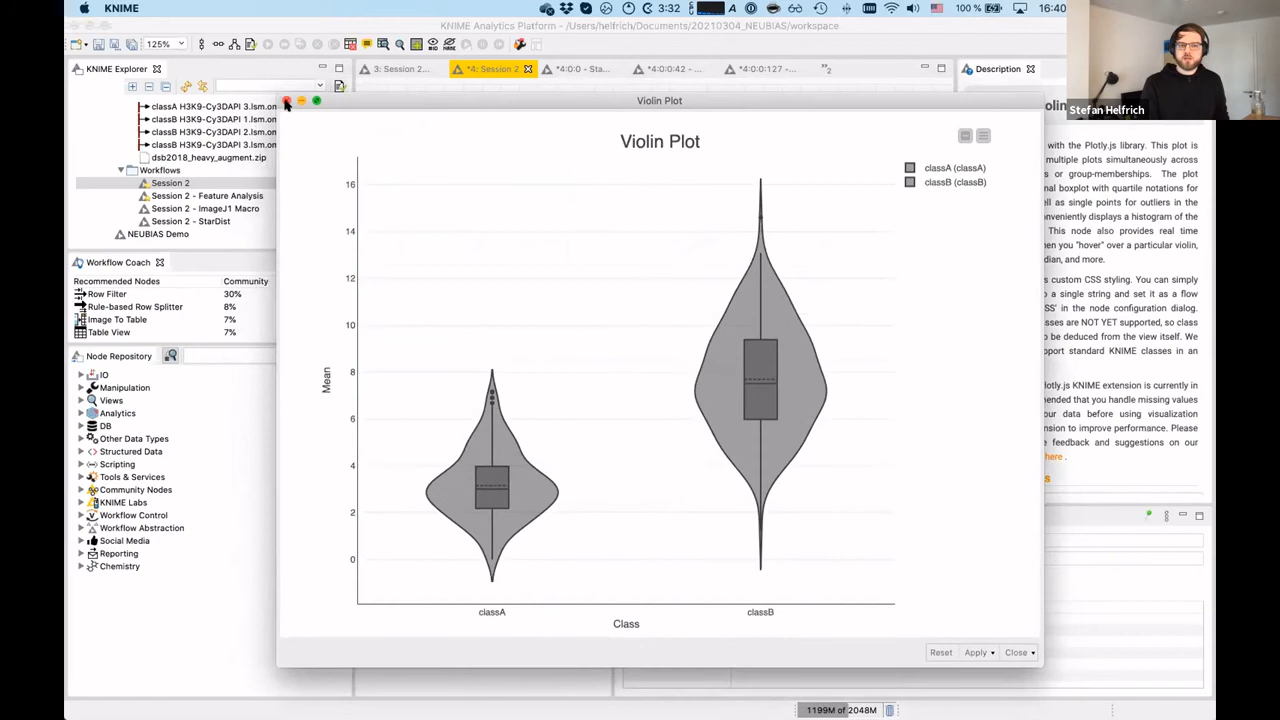 KNIME
3:32
100 %
16:40
KNIME Analytics Platform - /Users/helfrich/Documents/20210304_NEUBIAS/workspace
125%
KNIME Explorer
3: Session 2...
*4: Session 2
*4:0:0 - Sta...
*4:0:0:42 - ...
*4:0:0:127 - ...
»2
Description
Stefan Helfrich
classA H3K9-Cy3DAPI 3.lsm.on
classB H3K9-Cy3DAPI 1.lsm.on
classB H3K9-Cy3DAPI 2.lsm.on
classB H3K9-Cy3DAPI 3.lsm.on
dsb2018_heavy_augment.zip
Workflows
Session 2
Session 2 - Feature Analysis
Session 2 - ImageJ1 Macro
Session 2 - StarDist
NEUBIAS Demo
Workflow Coach
Recommended Nodes
Community
Row Filter
30%
Rule-based Row Splitter
8%
Image To Table
7%
Table View
7%
Node Repository
IO
Manipulation
Views
Analytics
DB
Other Data Types
Structured Data
Scripting
Tools & Services
Community Nodes
KNIME Labs
Workflow Control
Workflow Abstraction
Social Media
Reporting
Chemistry
Violin Plot
Violin Plot
classA (classA)
classB (classB)
16
14
12
10
8
6
4
2
0
Mean
classA
classB
Class
Reset
Apply
Close
with the Plotly.js library. This plot is
multiple plots simultaneously across
or group-memberships. The plot
nal boxplot with quartile notations for
ell as single points for outliers in the
onveniently displays a histogram of the
This node also provides real time
hen you "hover" over a particular violin,
dian, and more.
s custom CSS styling. You can simply
o a single string and set it as a flow
SS' in the node configuration dialog.
asses are NOT YET supported, so class
o be deduced from the view itself. We
port standard KNIME classes in an
otly.js KNIME extension is currently in
mended that you handle missing values
our data before using visualization
ension to improve performance. Please
feedback and suggestions on our
here .
s
1199M of 2048M